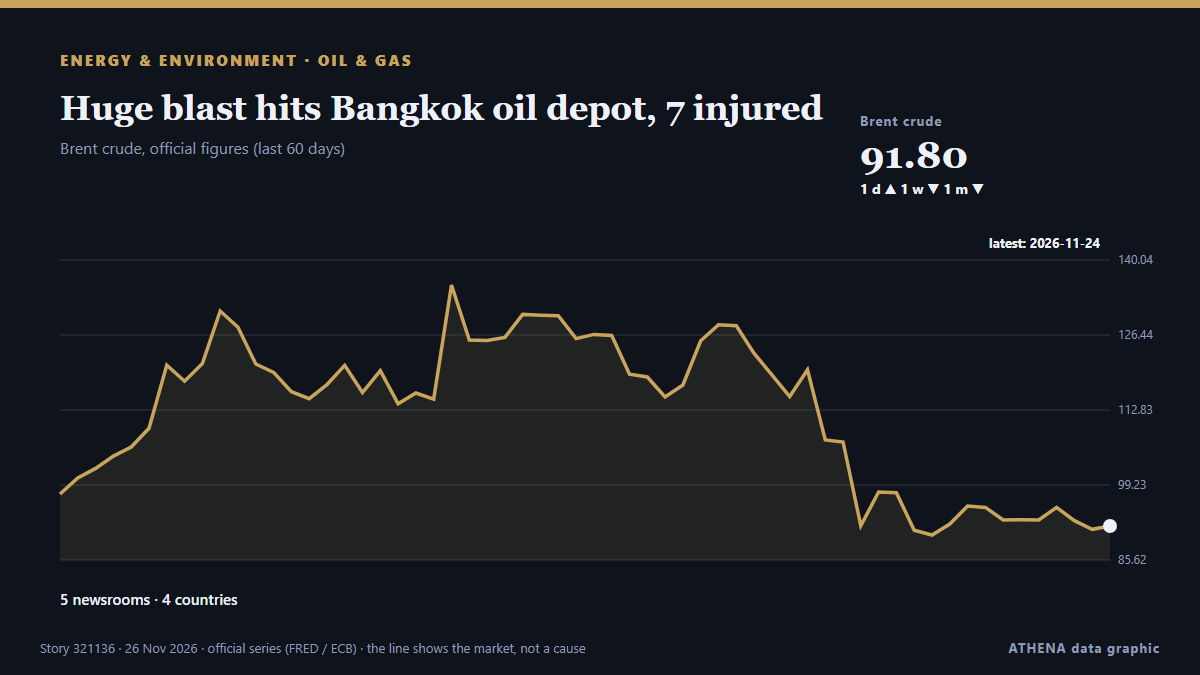 ENERGY & ENVIRONMENT · OIL & GAS
Huge blast hits Bangkok oil depot, 7 injured
Brent crude, official figures (last 60 days)
Brent crude
91.80
1 d ▲ 1 w ▼ 1 m ▼
latest: 2026-11-24
140.04
126.44
112.83
99.23
85.62
5 newsrooms · 4 countries
Story 321136 · 26 Nov 2026 · official series (FRED / ECB) · the line shows the market, not a cause
ATHENA data graphic